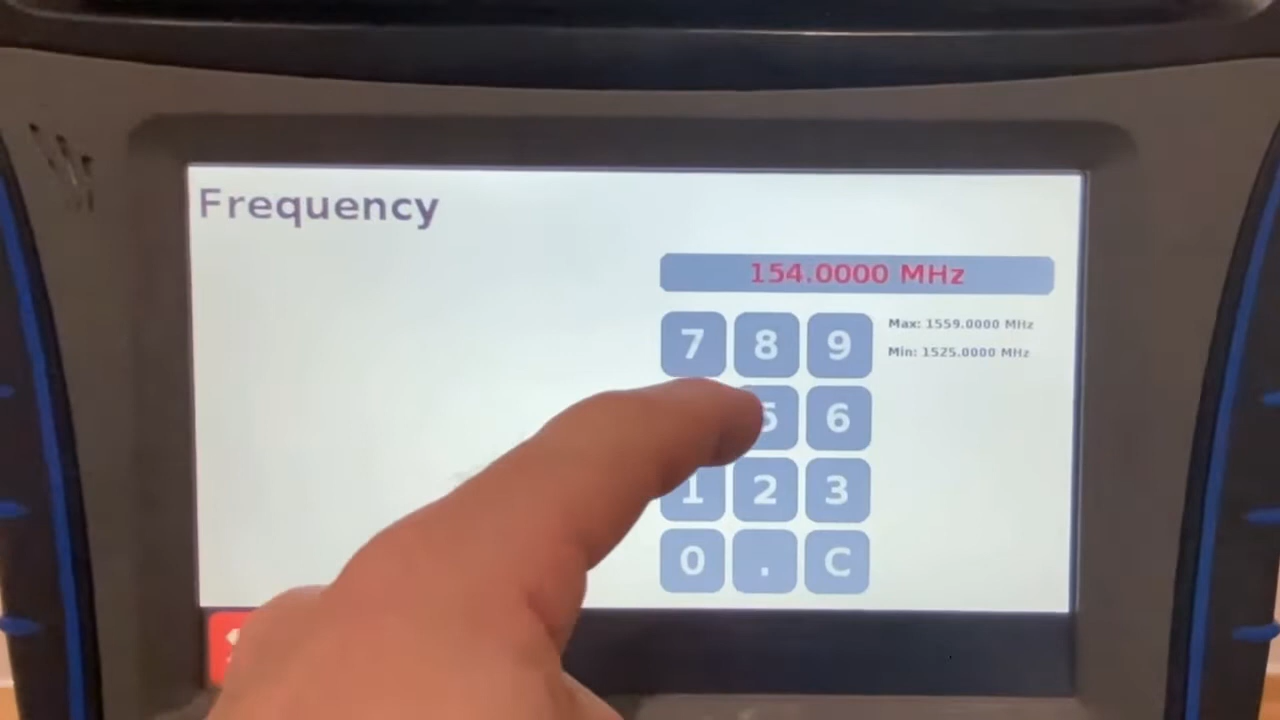 Frequency
154.0000 MHz
7 8 9
Max: 1559.0000 MHz
Min: 1525.0000 MHz
5 6
1 2 3
0 . C